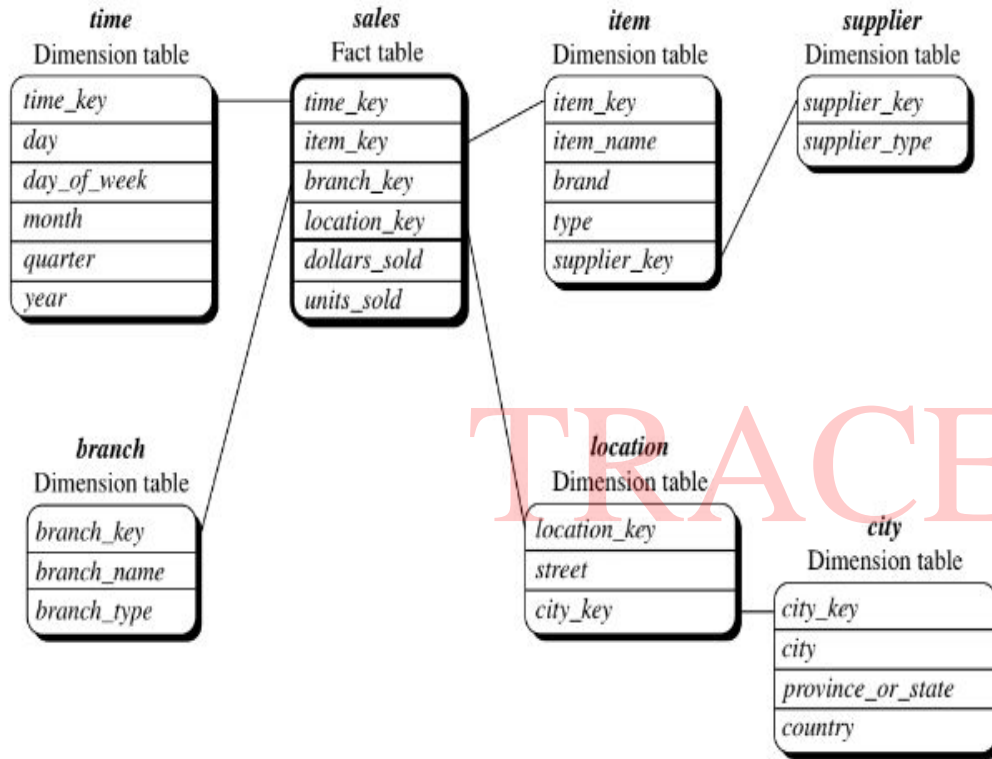 time
Dimension table
time_key
day
day_of_week
month
quarter
year
sales
Fact table
time_key
item_key
branch_key
location_key
dollars_sold
units_sold
item
Dimension table
item_key
item_name
brand
type
supplier_key
supplier
Dimension table
supplier_key
supplier_type
branch
Dimension table
branch_key
branch_name
branch_type
location
Dimension table
location_key
street
city_key
city
Dimension table
city_key
city
province_or_state
country
TRACE